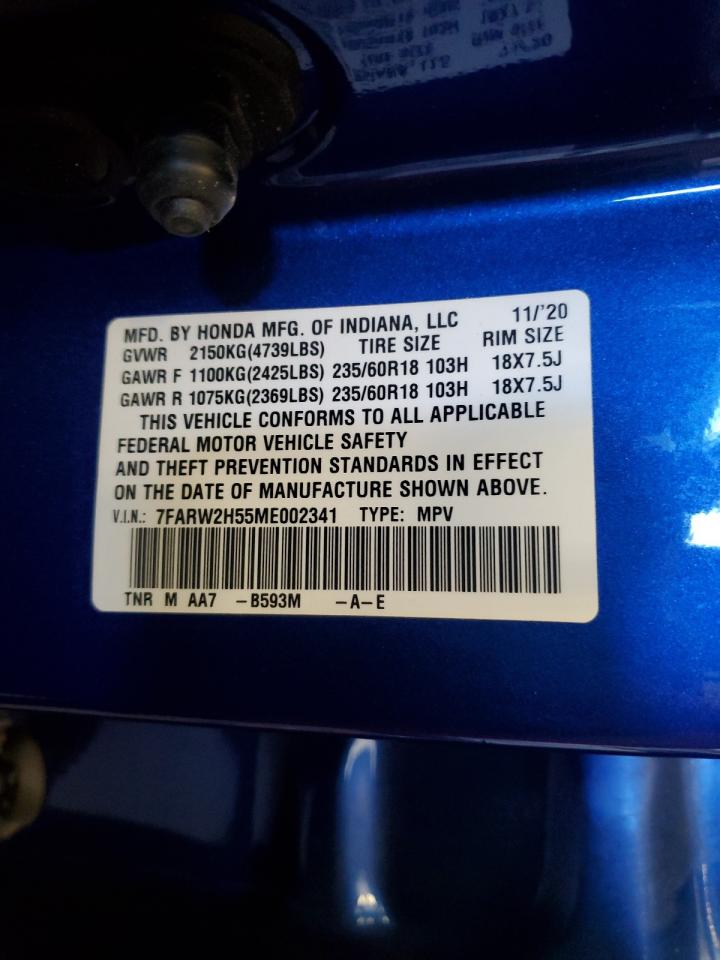 MFD. BY HONDA MFG. OF INDIANA, LLC 11/'20
GVWR 2150KG(4739LBS) TIRE SIZE RIM SIZE
GAWR F 1100KG(2425LBS) 235/60R18 103H 18X7.5J
GAWR R 1075KG(2369LBS) 235/60R18 103H 18X7.5J
THIS VEHICLE CONFORMS TO ALL APPLICABLE
FEDERAL MOTOR VEHICLE SAFETY
AND THEFT PREVENTION STANDARDS IN EFFECT
ON THE DATE OF MANUFACTURE SHOWN ABOVE.
V.I.N.: 7FARW2H55ME002341 TYPE: MPV
TNR M AA7 -B593M -A-E